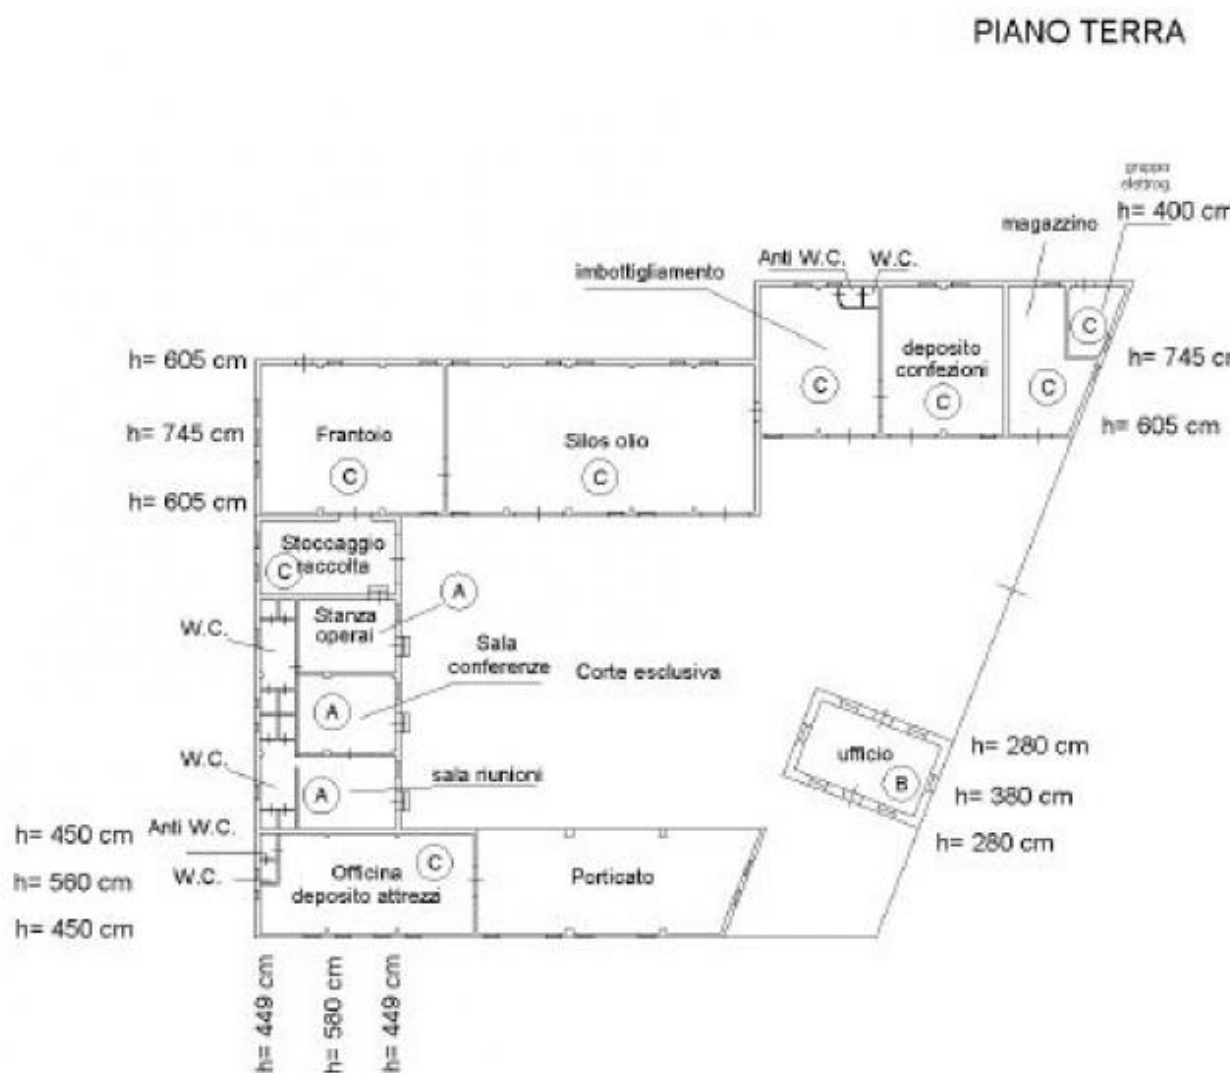 PIANO TERRA
gruppo
elettrog.
h= 400 cm
magazzino
Anti W.C.
W.C.
imbottigliamento
C
h= 605 cm
deposito
confezioni
h= 745 cm
C
C
C
h= 745 cm
Frantoio
Silos olio
h= 605 cm
C
C
h= 605 cm
Stoccaggio
raccolta
C
A
Stanza
operai
W.C.
Sala
conferenze
Corte esclusiva
A
ufficio
h= 280 cm
W.C.
sala riunioni
A
B
h= 380 cm
h= 450 cm
Anti W.C.
h= 280 cm
C
h= 560 cm
W.C.
Officina
deposito attrezzi
Porticato
h= 450 cm
h= 449 cm
h= 580 cm
h= 449 cm